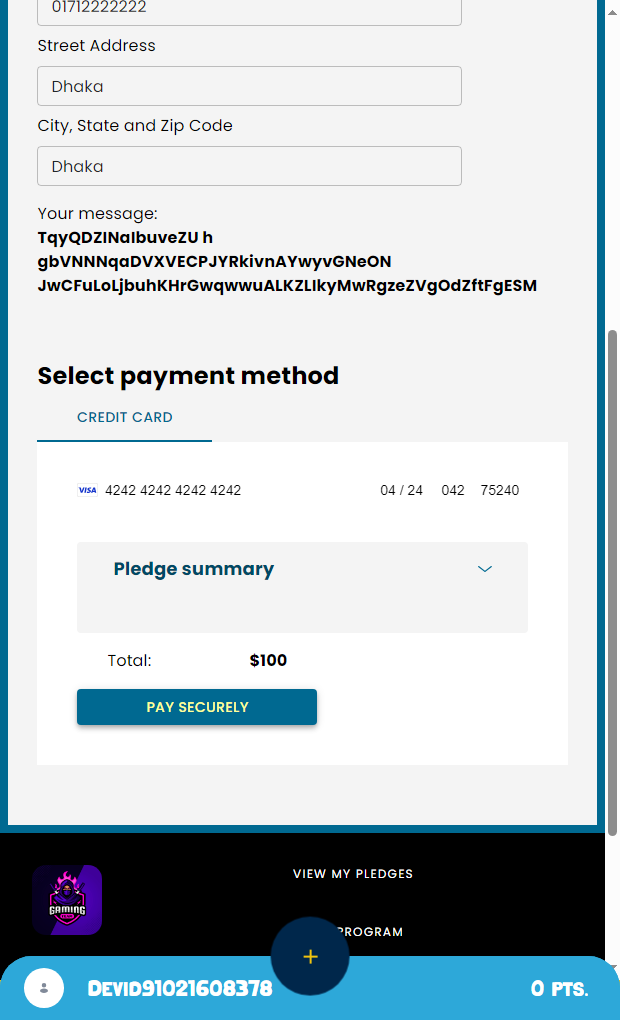 01712222222
Street Address
Dhaka
City, State and Zip Code
Dhaka
Your message:
TqyQDZINaIbuveZU h
gbVNNNqaDVXVECPJYRkivnAYwyvGNeON
JwCFuLoLjbuhKHrGwqwwuALKZLIkyMwRgzeZVgOdZftFgESM
Select payment method
CREDIT CARD
VISA 4242 4242 4242 4242 04 / 24 042 75240
Pledge summary
Total: $100
PAY SECURELY
VIEW MY PLEDGES
GAMING
PROGRAM
+
Devid91021608378 0 PTS.